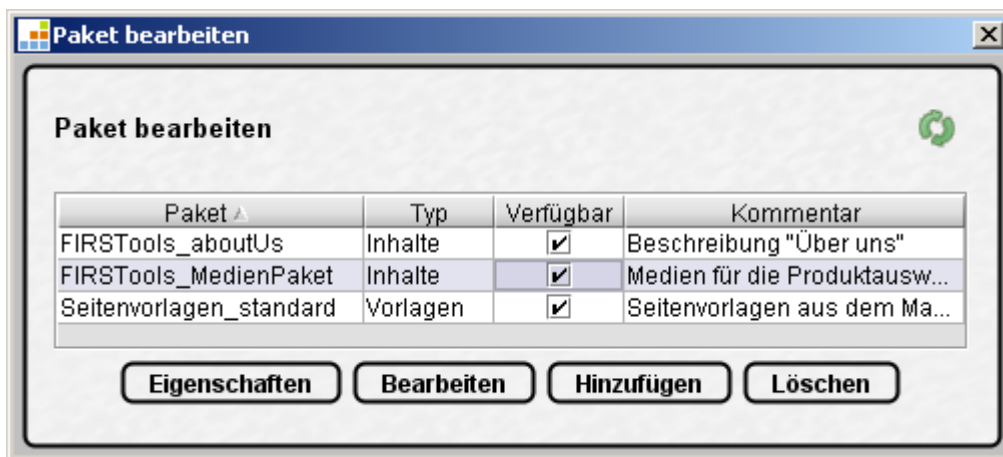 Paket bearbeiten
Paket bearbeiten
Paket Typ Verfügbar Kommentar
FIRSTools_aboutUs Inhalte Beschreibung "Über uns"
FIRSTools_MedienPaket Inhalte Medien für die Produktausw...
Seitenvorlagen_standard Vorlagen Seitenvorlagen aus dem Ma...
Eigenschaften Bearbeiten Hinzufügen Löschen